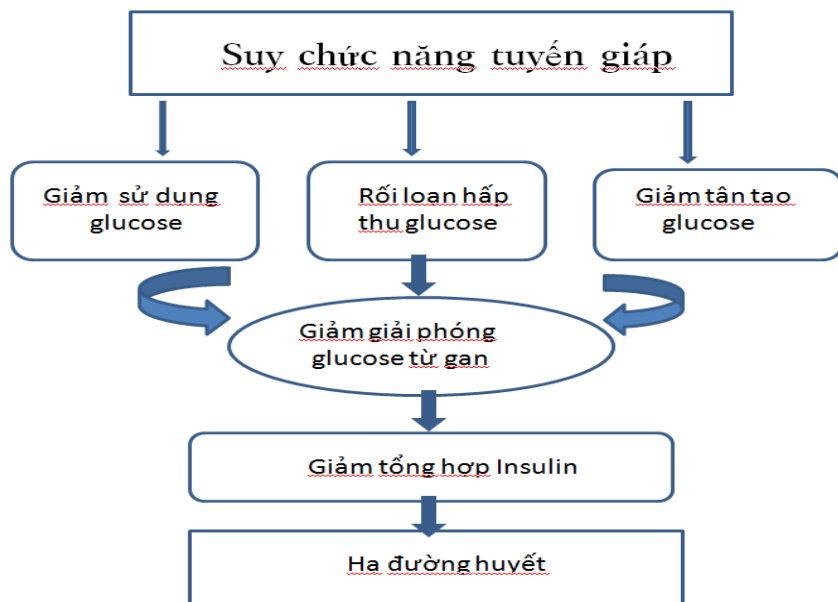 Suy chức năng tuyến giáp
Giảm sử dụng
glucose
Rối loạn hấp
thu glucose
Giảm tân tạo
glucose
Giảm giải phóng
glucose từ gan
Giảm tổng hợp Insulin
Hạ đường huyết